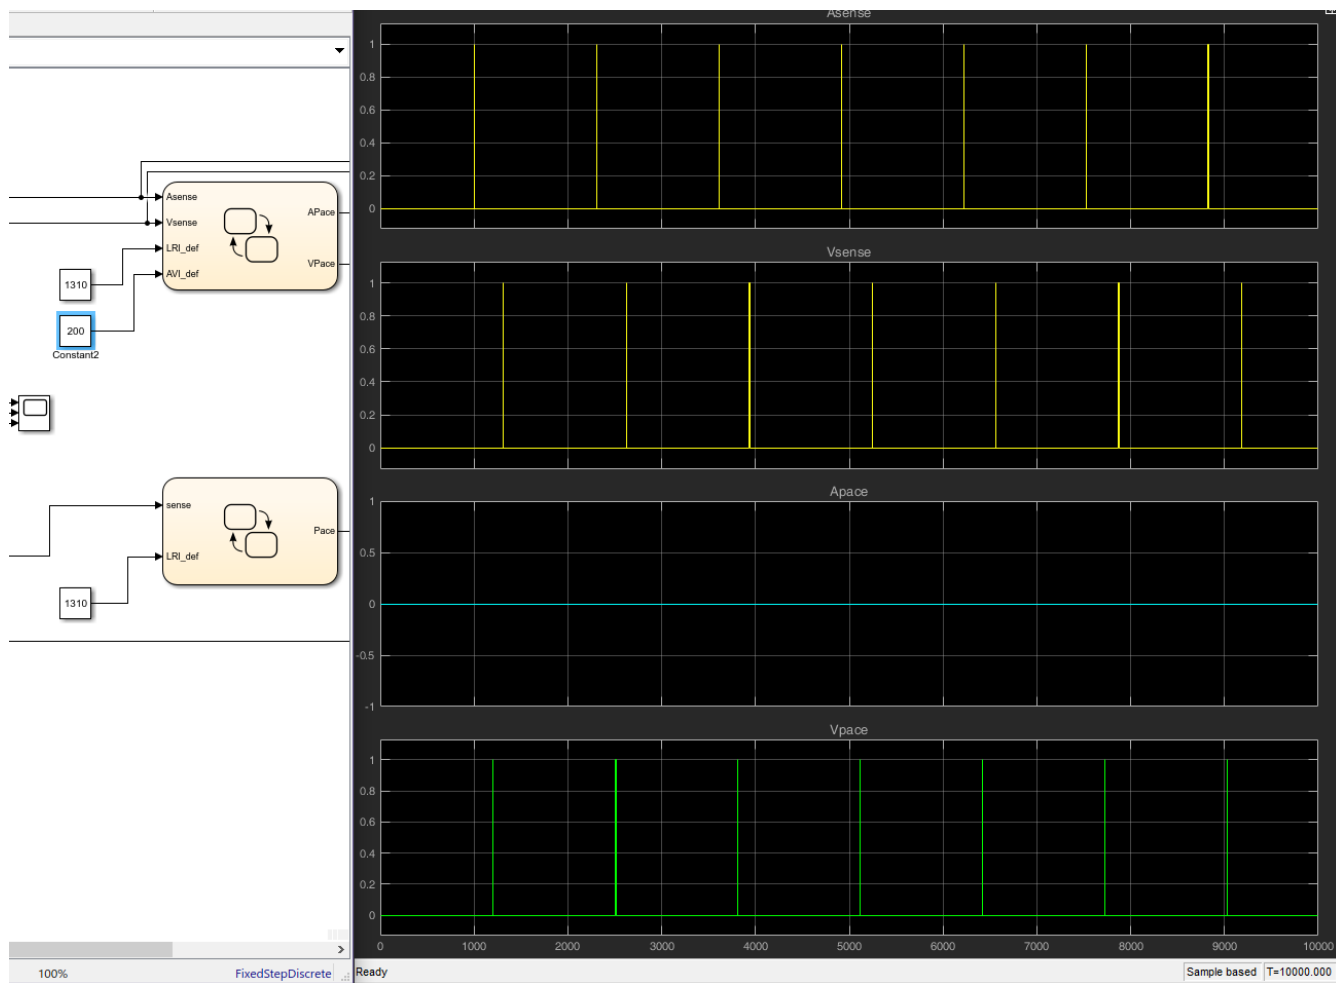 Asense
Vsense
LRI_def
AVI_def
APace
VPace
1310
200
Constant2
sense
LRI_def
Pace
1310
100%
FixedStepDiscrete
Asense
1
0.8
0.6
0.4
0.2
0
Vsense
1
0.8
0.6
0.4
0.2
0
Apace
1
0.5
0
-0.5
-1
Vpace
1
0.8
0.6
0.4
0.2
0
0 1000 2000 3000 4000 5000 6000 7000 8000 9000 10000
Ready
Sample based T=10000.000